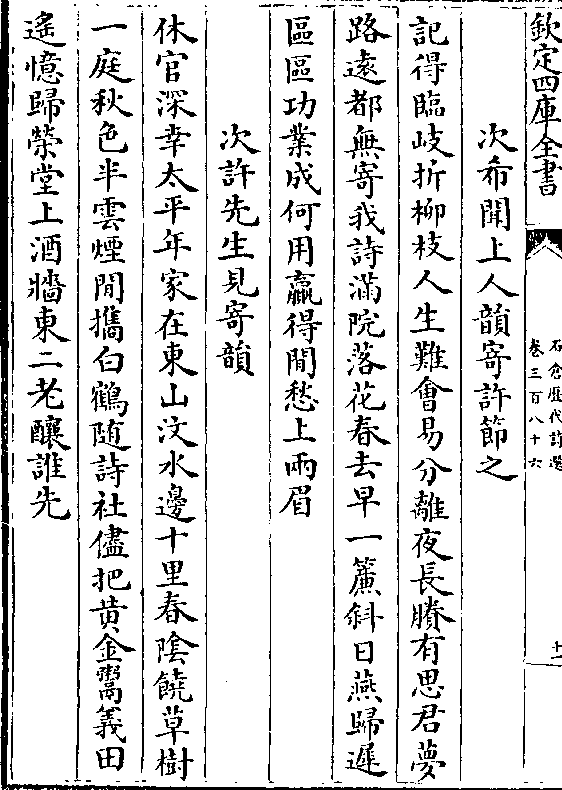 欽定四庫全書
石倉歷代詩選
卷三百八十六
十一
次希聞上人韻寄許節之
記得臨岐折柳枝人生難會易分離夜長賸有思君夢
路遠都無寄我詩滿院落花春去早一簾斜日燕歸遲
區區功業成何用贏得閒愁上兩眉
次許先生見寄韻
休官深幸太平年家在東山汶水邊十里春陰饒草樹
一庭秋色半雲煙閒攜白鶴随詩社儘把黄金鬻義田
遙憶歸榮堂上酒牆東二老釀誰先